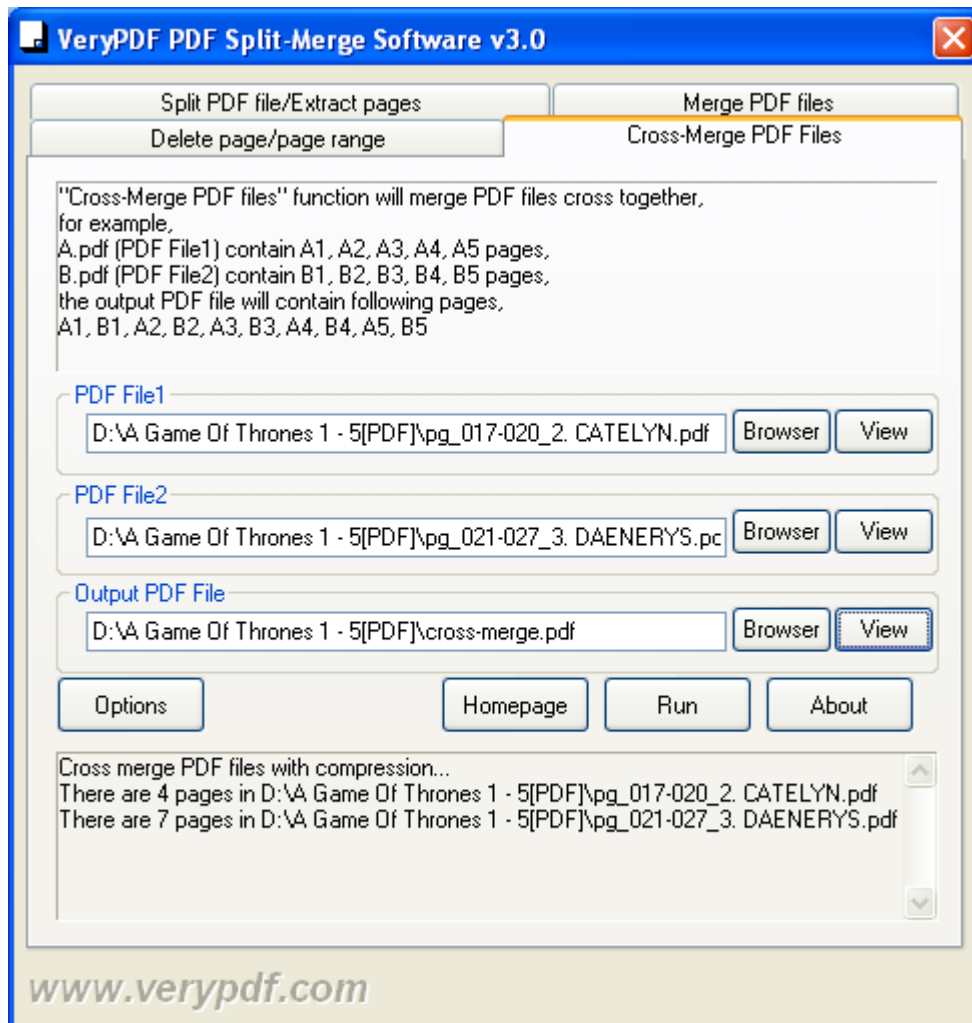 VeryPDF PDF Split-Merge Software v3.0
Split PDF file/Extract pages
Merge PDF files
Delete page/page range
Cross-Merge PDF Files
"Cross-Merge PDF files" function will merge PDF files cross together,
for example,
A.pdf (PDF File1) contain A1, A2, A3, A4, A5 pages,
B.pdf (PDF File2) contain B1, B2, B3, B4, B5 pages,
the output PDF file will contain following pages,
A1, B1, A2, B2, A3, B3, A4, B4, A5, B5
PDF File1
D:\A Game Of Thrones 1 - 5[PDF]\pg_017-020_2. CATELYN.pdf
Browser
View
PDF File2
D:\A Game Of Thrones 1 - 5[PDF]\pg_021-027_3. DAENERYS.pd
Browser
View
Output PDF File
D:\A Game Of Thrones 1 - 5[PDF]\cross-merge.pdf
Browser
View
Options
Homepage
Run
About
Cross merge PDF files with compression...
There are 4 pages in D:\A Game Of Thrones 1 - 5[PDF]\pg_017-020_2. CATELYN.pdf
There are 7 pages in D:\A Game Of Thrones 1 - 5[PDF]\pg_021-027_3. DAENERYS.pdf
www.verypdf.com